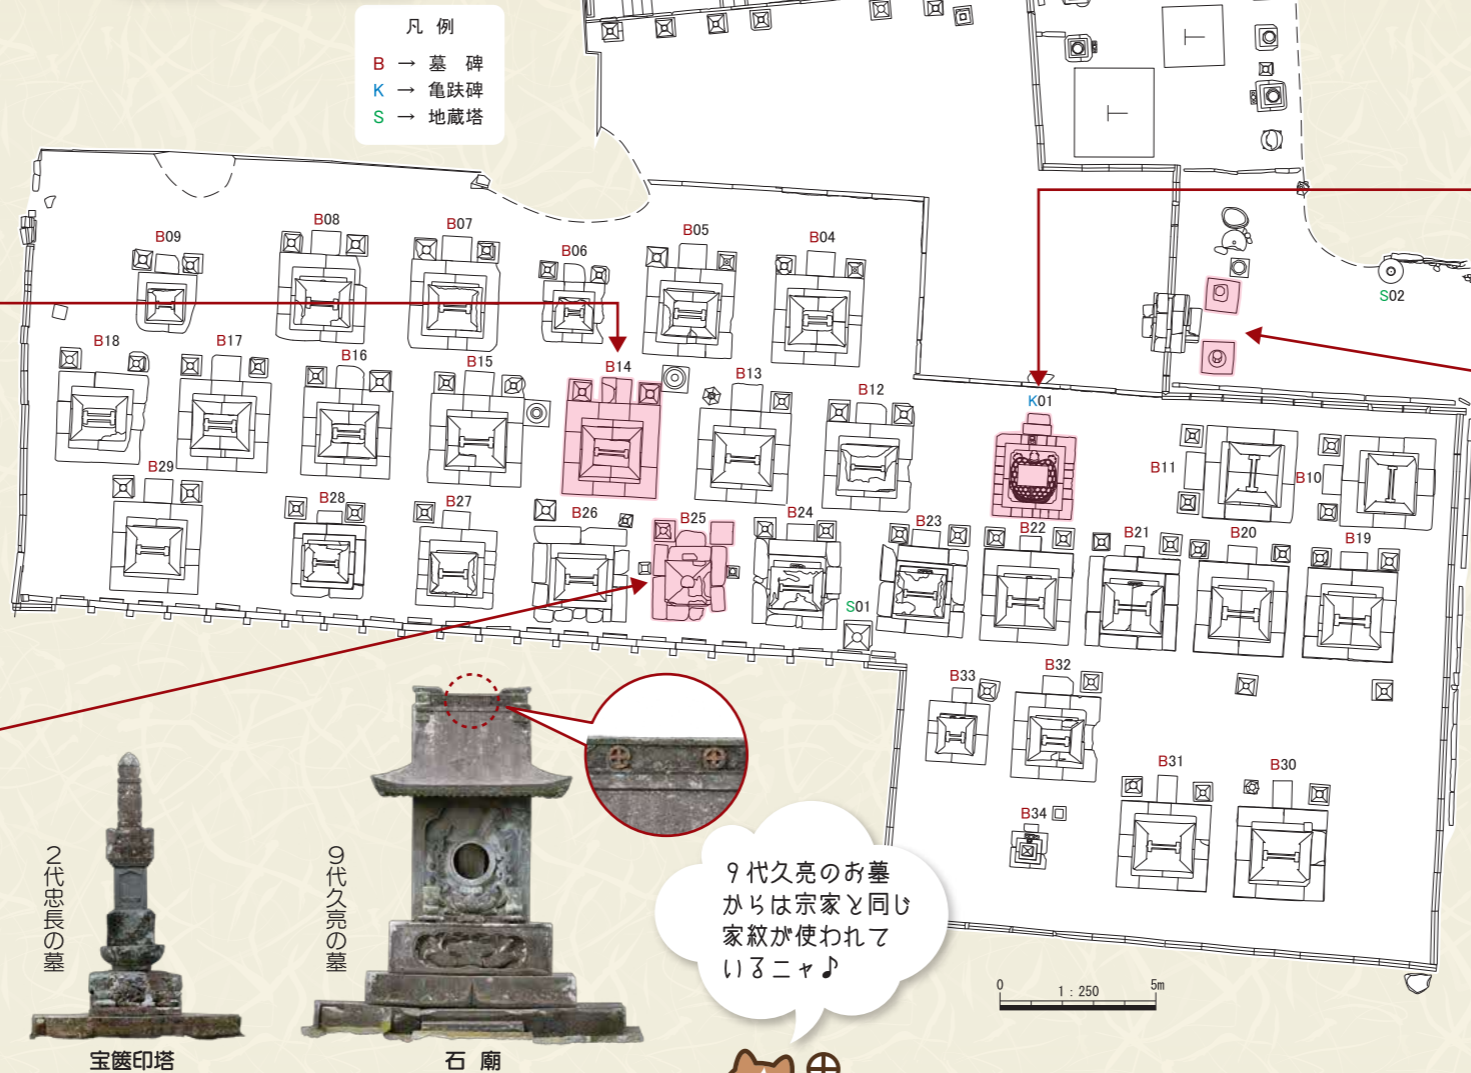 凡 例
B → 墓 碑
K → 亀趺碑
S → 地蔵塔
T
T
S02
B09
B08
B07
B06
B05
B04
B18
B17
B16
B15
B14
B13
B12
K01
B11
B10
B29
B28
B27
B26
B25
B24
B23
B22
B21
B20
B19
S01
B33
B32
B31
B30
B34
0
1：250
5m
2代忠長の墓
宝篋印塔
9代久亮の墓
石 廟
9代久亮のお墓
からは宗家と同じ
家紋が使われて
いるニャ♪